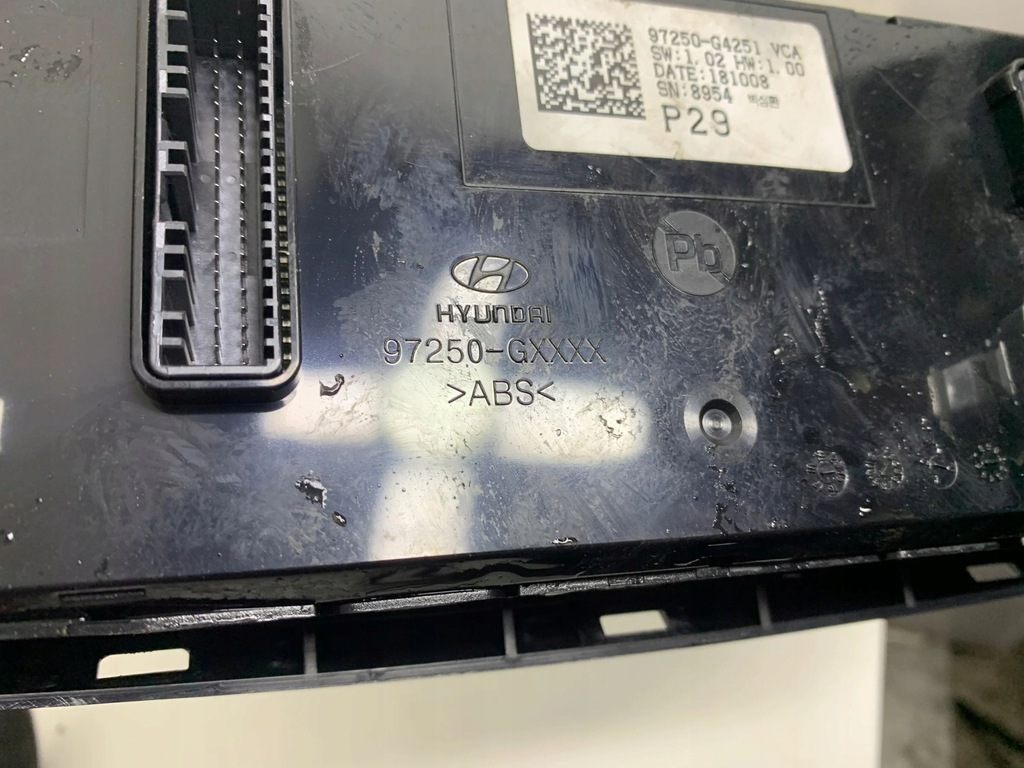 97250-G4251 VCA
SW:1.02 HW:1.00
DATE:181008
SN:8954
P29
Pb
HYUNDAI
97250-GXXXX
>ABS<